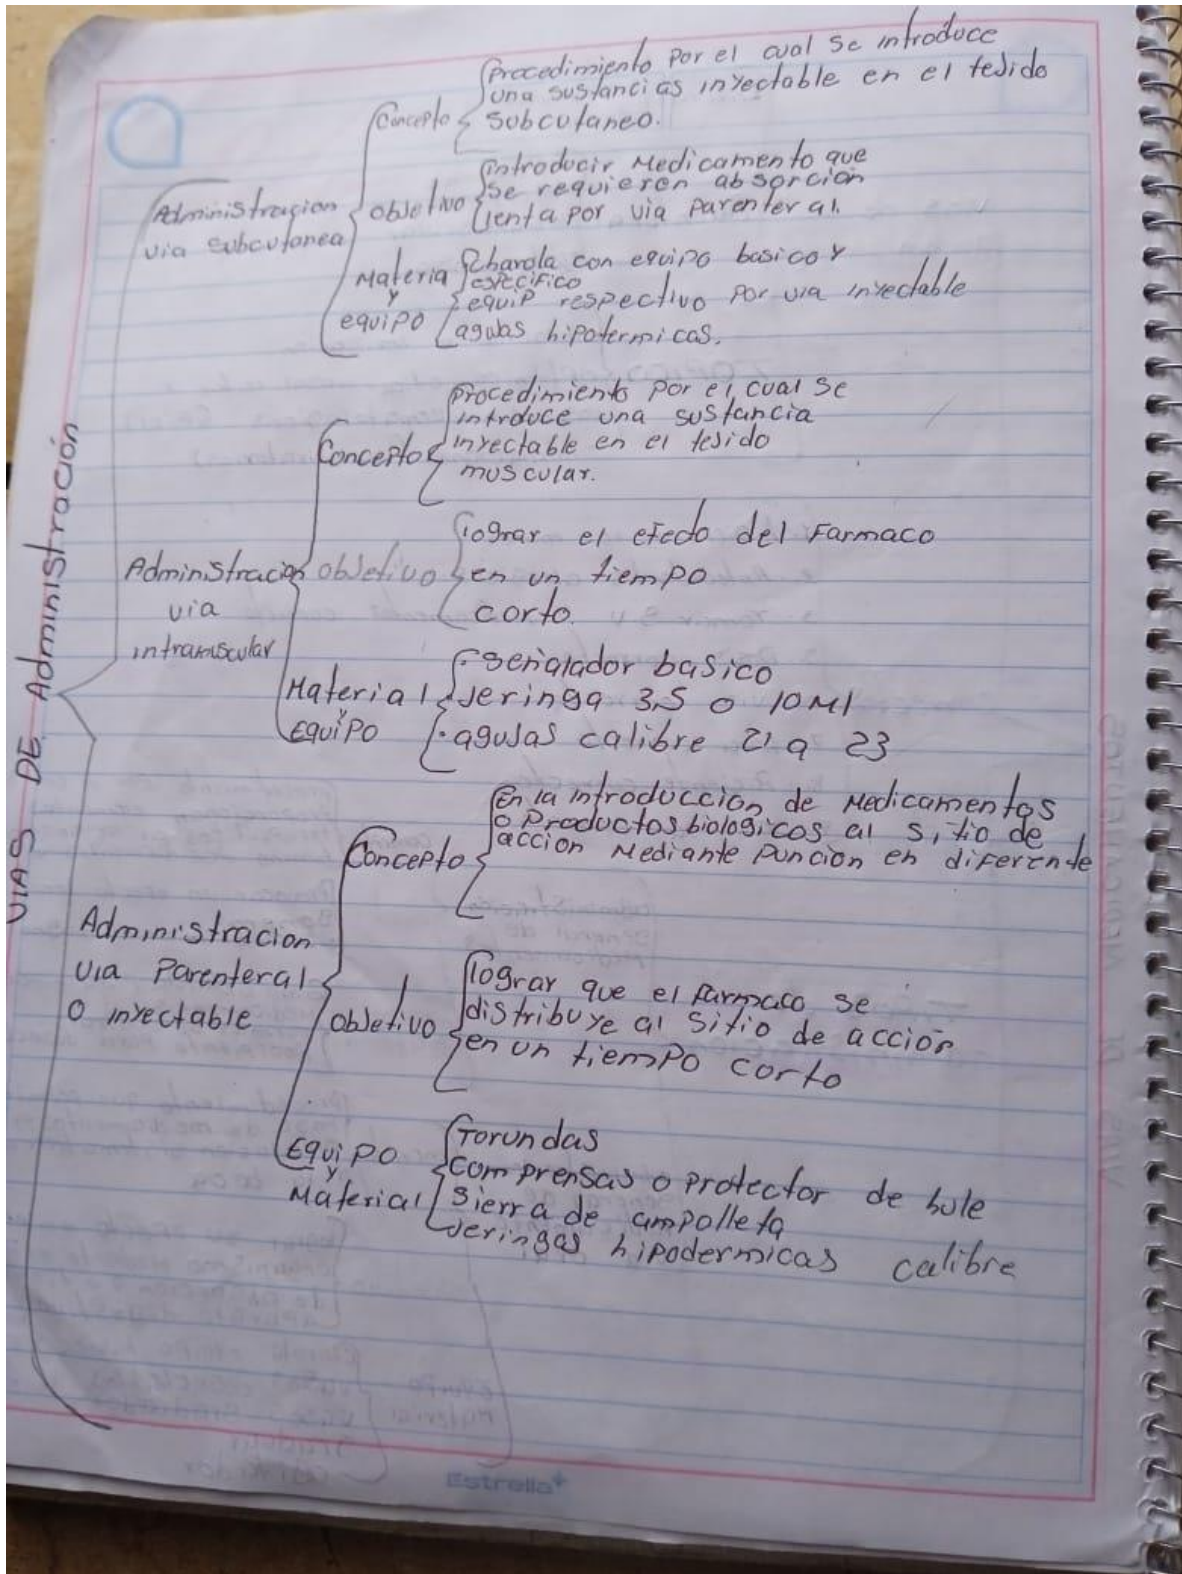 VIAS DE Administración
Administracion
via subcutanea
Concepto
Procedimiento por el cual se introduce
una sustancias inyectable en el tejido
subcutaneo.
objetivo
introducir Medicamento que
se requieren absorcion
lenta por via parenteral.
Materia
y
equipo
Charola con equipo basico y
especifico
equip respectivo por via inyectable
agujas hipotermicas.
Administracion
via
intramuscular
Concepto
Procedimiento por el cual se
introduce una sustancia
inyectable en el tejido
muscular.
objetivo
lograr el efecto del Farmaco
en un tiempo
corto.
Material
y
EQUIPO
señalador basico
Jeringa 3,5 o 10 Ml
agujas calibre 21 a 23
Administracion
via Parenteral
o inyectable
Concepto
En la introduccion de Medicamentos
o Productos biologicos al sitio de
accion Mediante Puncion en diferente
objetivo
lograr que el farmaco se
distribuye al sitio de acción
en un tiempo corto
EQUIPO
y
Material
Torundas
comprensas o protector de hule
Sierra de ampolleta
Jeringas hipodermicas calibre
Estrella